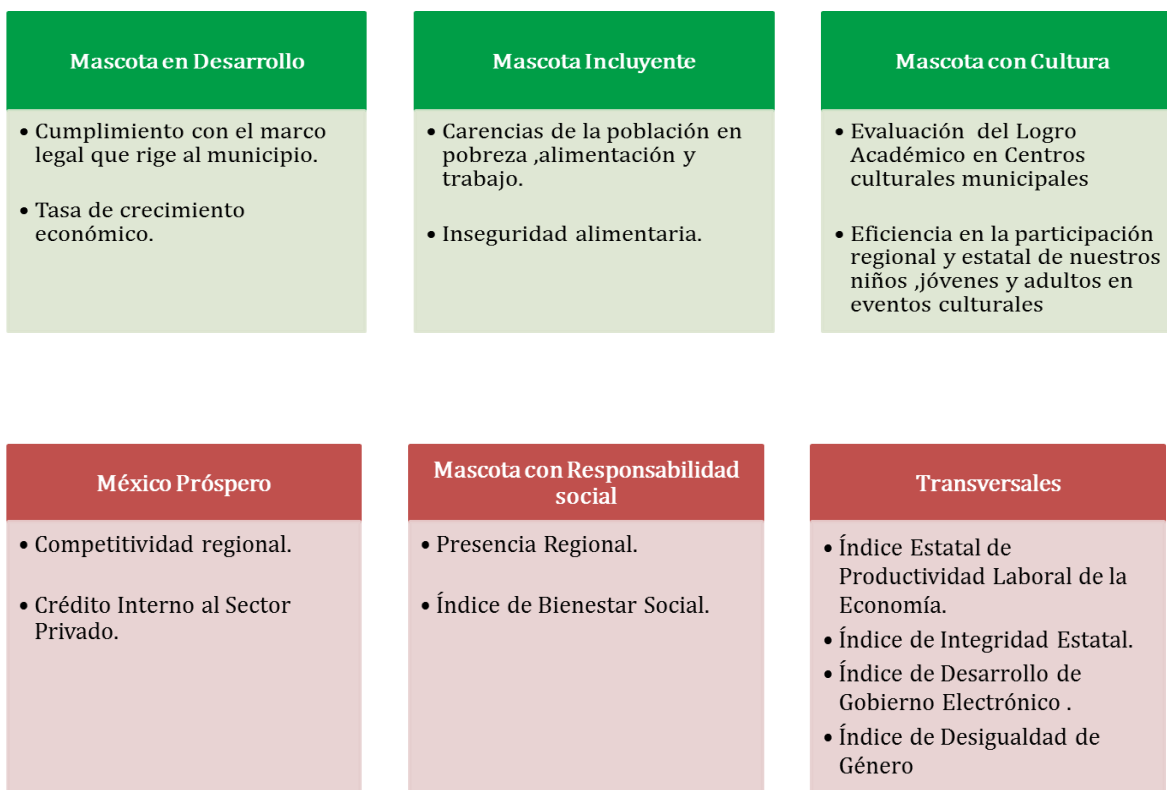 Mascota en Desarrollo
• Cumplimiento con el marco
legal que rige al municipio.
• Tasa de crecimiento
económico.
Mascota Incluyente
• Carencias de la población en
pobreza ,alimentación y
trabajo.
• Inseguridad alimentaria.
Mascota con Cultura
• Evaluación del Logro
Académico en Centros
culturales municipales
• Eficiencia en la participación
regional y estatal de nuestros
niños ,jóvenes y adultos en
eventos culturales
México Próspero
• Competitividad regional.
• Crédito Interno al Sector
Privado.
Mascota con Responsabilidad
social
• Presencia Regional.
• Índice de Bienestar Social.
Transversales
• Índice Estatal de
Productividad Laboral de la
Economía.
• Índice de Integridad Estatal.
• Índice de Desarrollo de
Gobierno Electrónico .
• Índice de Desigualdad de
Género